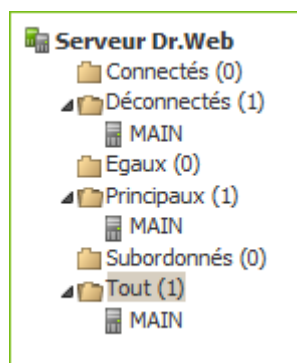 Serveur Dr.Web
Connectés (0)
Déconnectés (1)
MAIN
Egaux (0)
Principaux (1)
MAIN
Subordonnés (0)
Tout (1)
MAIN